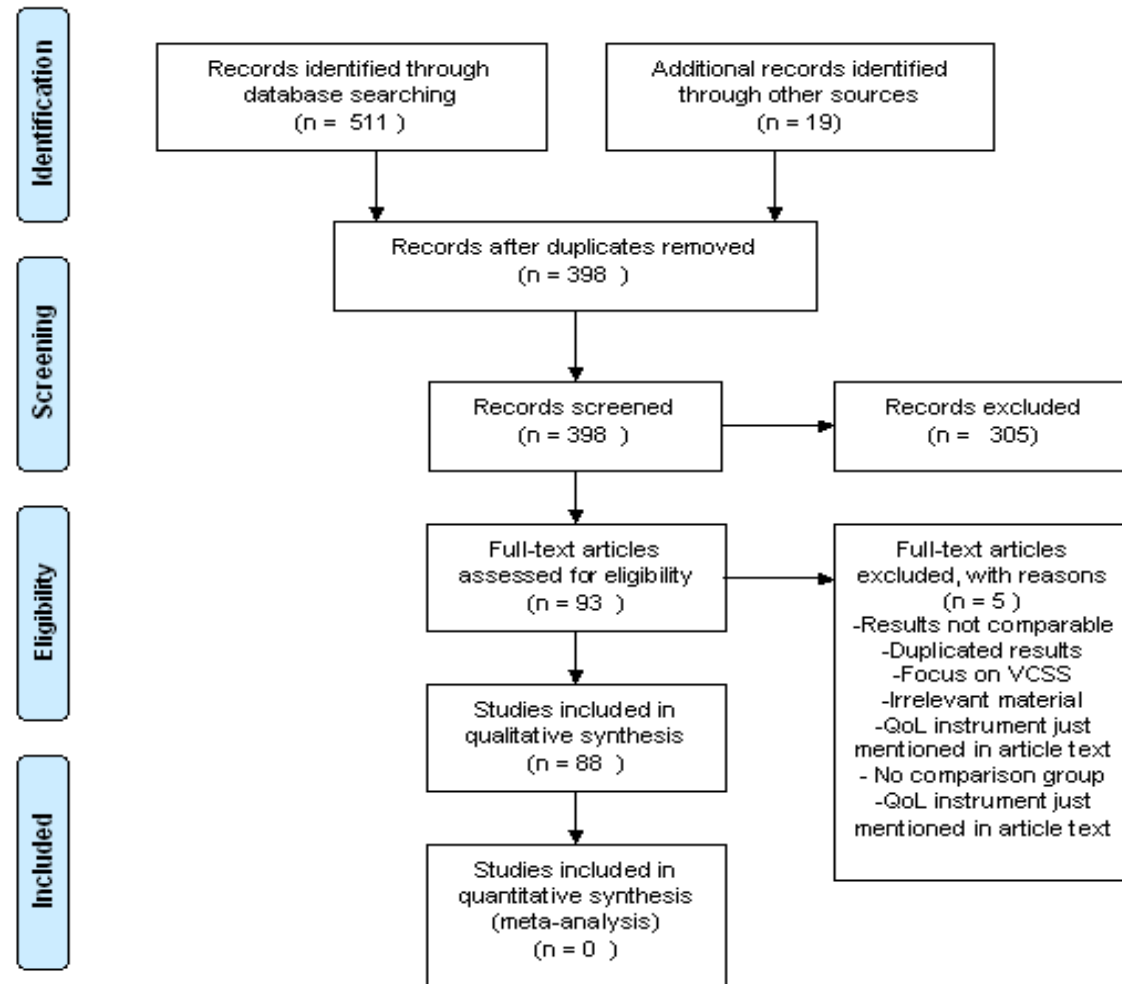 Identification
Records identified through
database searching
(n = 511 )
Additional records identified
through other sources
(n = 19)
Records after duplicates removed
(n = 398 )
Screening
Records screened
(n = 398 )
Records excluded
(n = 305)
Eligibility
Full-text articles
assessed for eligibility
(n = 93 )
Full-text articles
excluded, with reasons
(n = 5 )
-Results not comparable
-Duplicated results
-Focus on VCSS
-Irrelevant material
-QoL instrument just
mentioned in article text
- No comparison group
-QoL instrument just
mentioned in article text
Studies included in
qualitative synthesis
(n = 88 )
Included
Studies included in
quantitative synthesis
(meta-analysis)
(n = 0 )